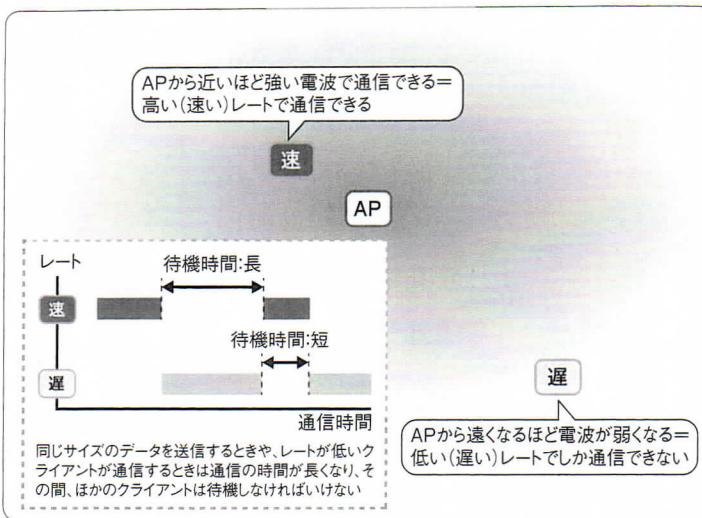 APから近いほど強い電波で通信できる=
高い(速い)レートで通信できる
速
AP
レート
待機時間:長
速
待機時間:短
遅
通信時間
同じサイズのデータを送信するときや、レートが低いク
ライアントが通信するときは通信の時間が長くなり、そ
の間、ほかのクライアントは待機しなければいけない
遅
APから遠くなるほど電波が弱くなる=
低い(遅い)レートでしか通信できない